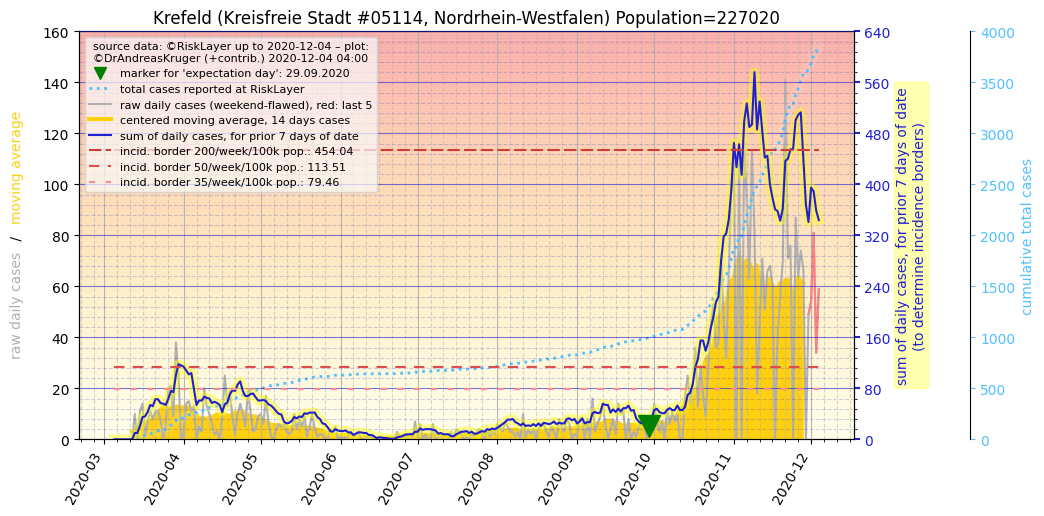 Krefeld (Kreisfreie Stadt #05114, Nordrhein-Westfalen) Population=227020
source data: ©RiskLayer up to 2020-12-04 – plot:
©DrAndreasKruger (+contrib.) 2020-12-04 04:00
marker for 'expectation day': 29.09.2020
total cases reported at RiskLayer
raw daily cases (weekend-flawed), red: last 5
centered moving average, 14 days cases
sum of daily cases, for prior 7 days of date
incid. border 200/week/100k pop.: 454.04
incid. border 50/week/100k pop.: 113.51
incid. border 35/week/100k pop.: 79.46
raw daily cases / moving average
160
140
120
100
80
60
40
20
0
2020-03
2020-04
2020-05
2020-06
2020-07
2020-08
2020-09
2020-10
2020-11
2020-12
640
560
480
400
320
240
160
80
0
sum of daily cases, for prior 7 days of date
(to determine incidence borders)
4000
3500
3000
2500
2000
1500
1000
500
0
cumulative total cases